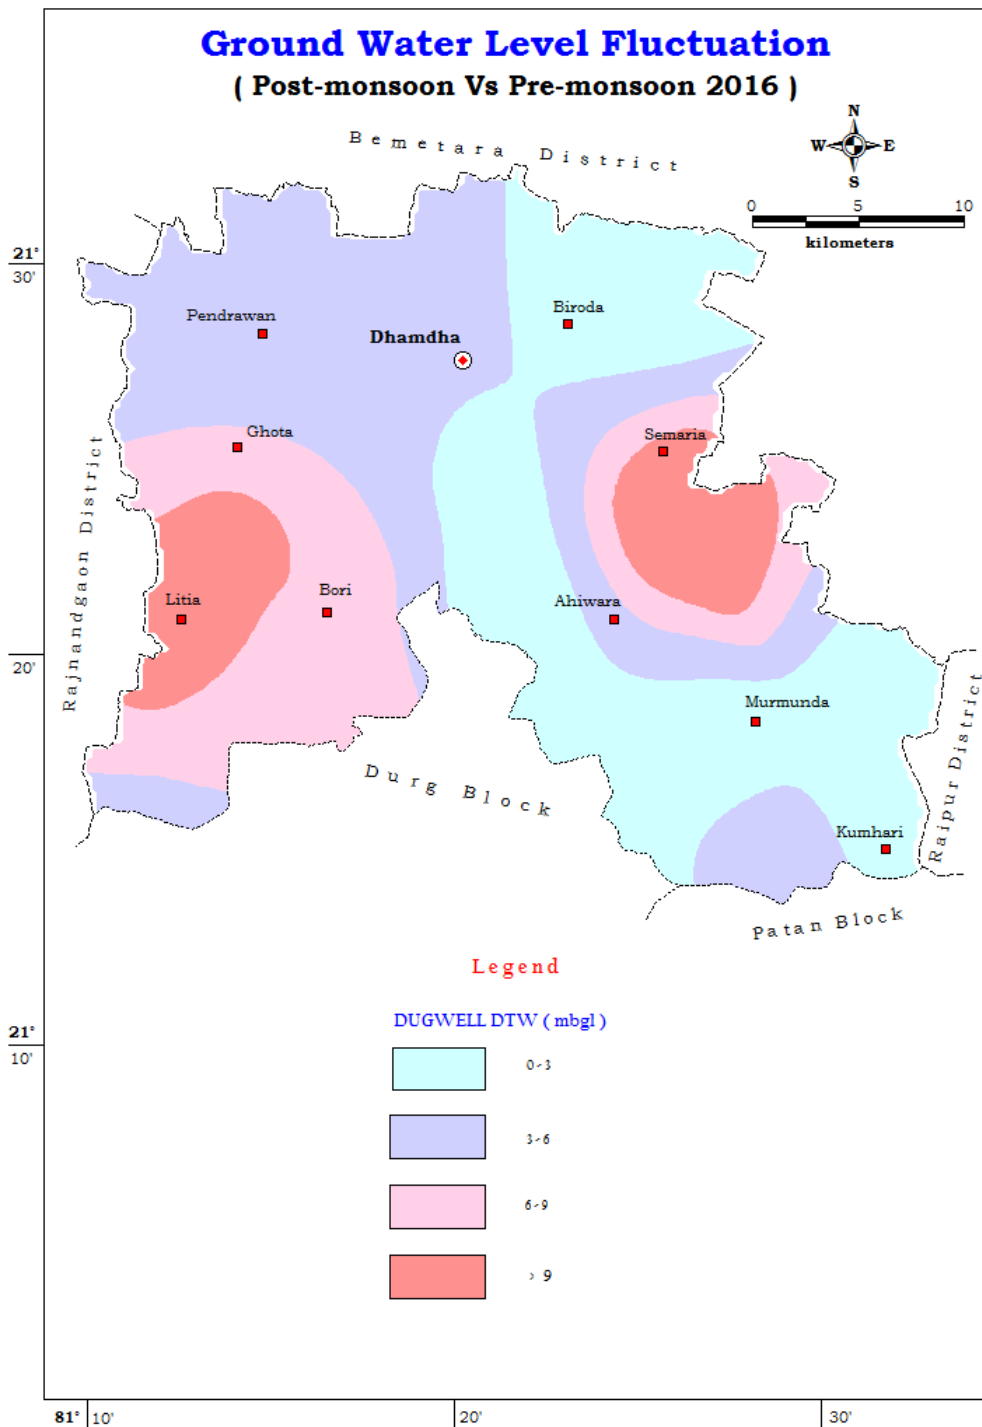 Ground Water Level Fluctuation
( Post-monsoon Vs Pre-monsoon 2016 )
Bemetara District
N
W E
S
0 5 10
kilometers
21°
30'
Pendrawan
Biroda
Dhamdha
Ghota
Semaria
Rajnandgaon District
Litia
Bori
Ahiwara
20'
Murmunda
Raipur District
Durg Block
Kumhari
Patan Block
Legend
DUGWELL DTW ( mbgl )
0-3
21°
10'
3-6
6-9
> 9
81° 10' 20' 30'